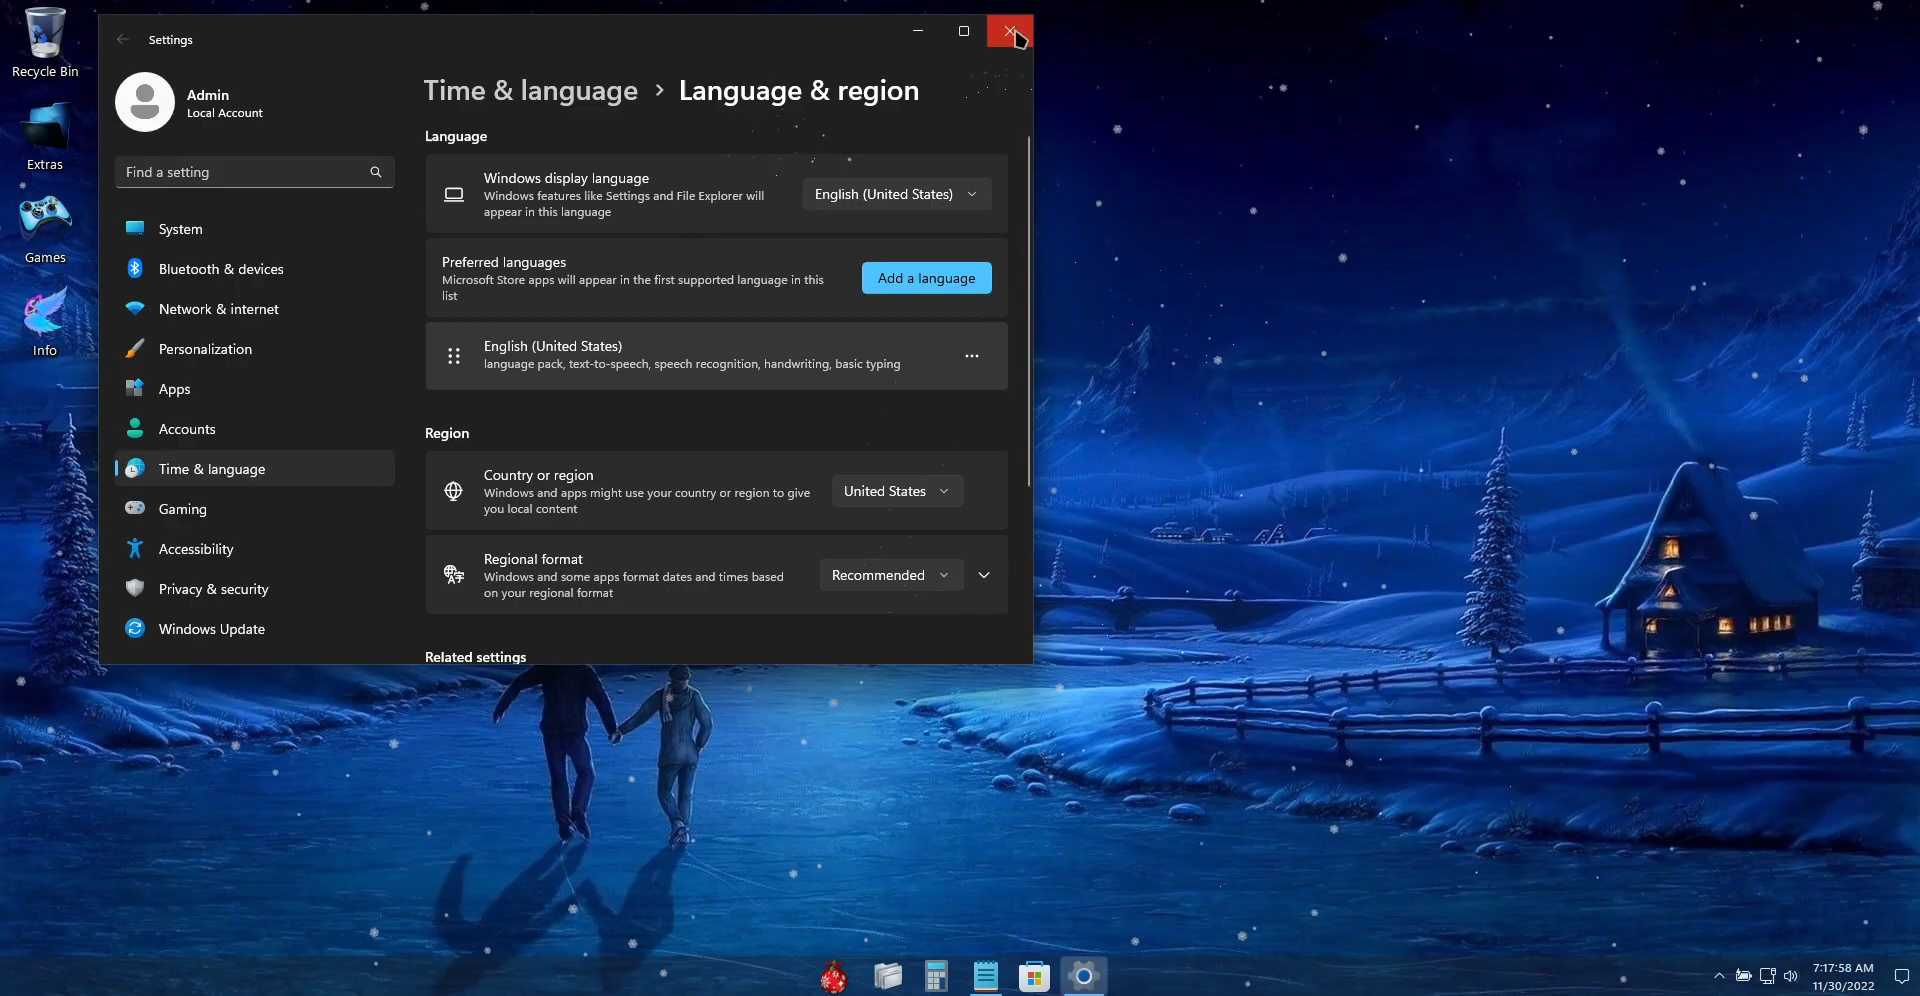 Recycle Bin
Extras
Games
Info
Settings
Admin
Local Account
Find a setting
System
Bluetooth & devices
Network & internet
Personalization
Apps
Accounts
Time & language
Gaming
Accessibility
Privacy & security
Windows Update
Time & language > Language & region
Language
Windows display language
Windows features like Settings and File Explorer will
appear in this language
English (United States)
Preferred languages
Microsoft Store apps will appear in the first supported language in this
list
Add a language
English (United States)
language pack, text-to-speech, speech recognition, handwriting, basic typing
Region
Country or region
Windows and apps might use your country or region to give
you local content
United States
Regional format
Windows and some apps format dates and times based
on your regional format
Recommended
Related settings
7:17:58 AM
11/30/2022